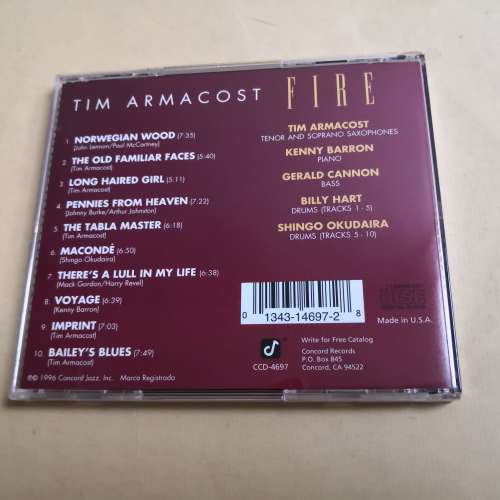 TIM ARMACOST FIRE
1. NORWEGIAN WOOD (7:35)
(John Lennon/Paul McCartney)
2. THE OLD FAMILIAR FACES (5:40)
(Tim Armacost)
3. LONG HAIRED GIRL (5:11)
(Tim Armacost)
4. PENNIES FROM HEAVEN (7:22)
(Johnny Burke/Arthur Johnston)
5. THE TABLA MASTER (6:18)
(Tim Armacost)
6. MACONDÉ (6:50)
(Shingo Okudaira)
7. THERE'S A LULL IN MY LIFE (6:38)
(Mack Gordon/Harry Revel)
8. VOYAGE (6:39)
(Kenny Barron)
9. IMPRINT (7:03)
(Tim Armacost)
10. BAILEY'S BLUES (7:49)
(Tim Armacost)
℗©1996 Concord Jazz, Inc. Marca Registrada
TIM ARMACOST
TENOR AND SOPRANO SAXOPHONES
KENNY BARRON
PIANO
GERALD CANNON
BASS
BILLY HART
DRUMS (TRACKS 1 - 5)
SHINGO OKUDAIRA
DRUMS (TRACKS 5 - 10)
0 1343-14697-2 8
COMPACT
disc
DIGITAL AUDIO
Made in U.S.A.
CCD-4697
Write for Free Catalog
Concord Records
P.O. Box 845
Concord, CA 94522